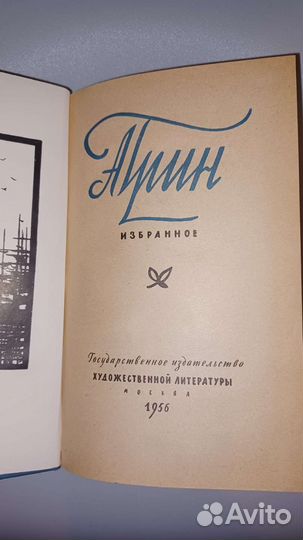 А Грин
ИЗБРАННОЕ
Государственное издательство
ХУДОЖЕСТВЕННОЙ ЛИТЕРАТУРЫ
МОСКВА
1956
Avito